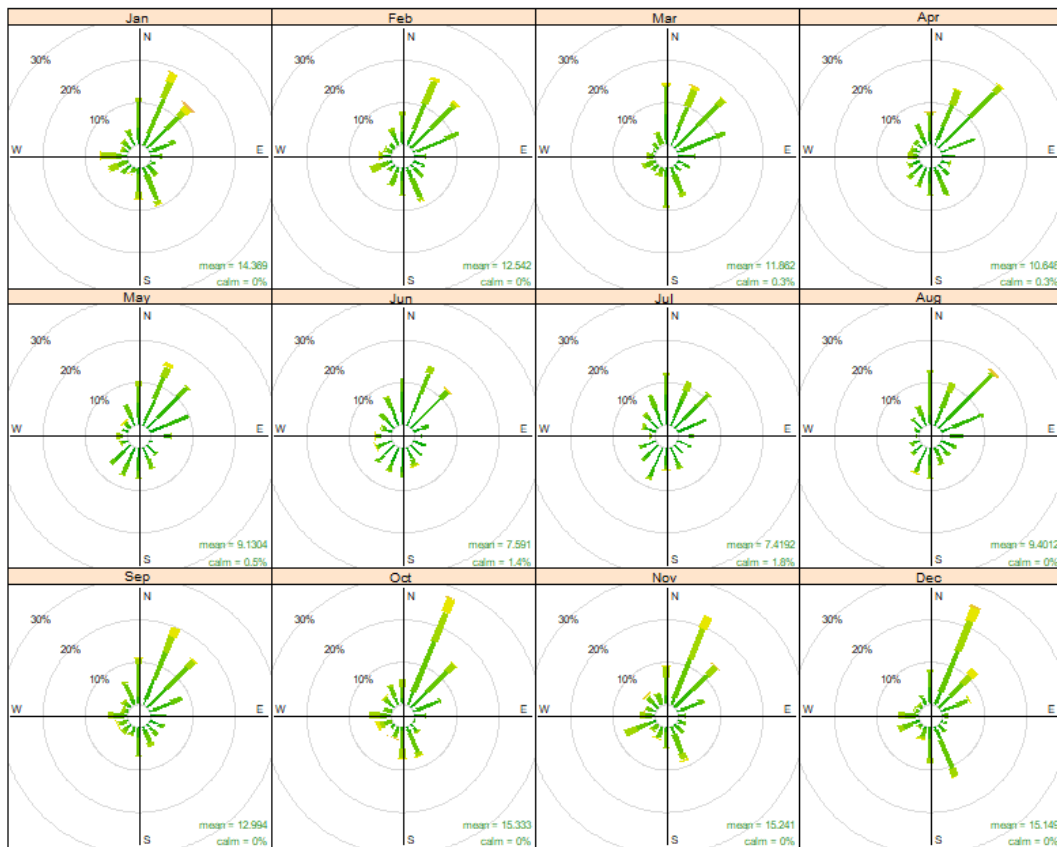 Jan
N
30%
20%
10%
W
E
S
mean = 14.369
calm = 0%
Feb
N
30%
20%
10%
W
E
S
mean = 12.542
calm = 0%
Mar
N
30%
20%
10%
W
E
S
mean = 11.862
calm = 0.3%
Apr
N
30%
20%
10%
W
E
S
mean = 10.648
calm = 0.3%
May
N
30%
20%
10%
W
E
S
mean = 9.1304
calm = 0.5%
Jun
N
30%
20%
10%
W
E
S
mean = 7.591
calm = 1.4%
Jul
N
30%
20%
10%
W
E
S
mean = 7.4192
calm = 1.8%
Aug
N
30%
20%
10%
W
E
S
mean = 9.4012
calm = 0%
Sep
N
30%
20%
10%
W
E
S
mean = 12.994
calm = 0%
Oct
N
30%
20%
10%
W
E
S
mean = 15.333
calm = 0%
Nov
N
30%
20%
10%
W
E
S
mean = 15.241
calm = 0%
Dec
N
30%
20%
10%
W
E
S
mean = 15.149
calm = 0%